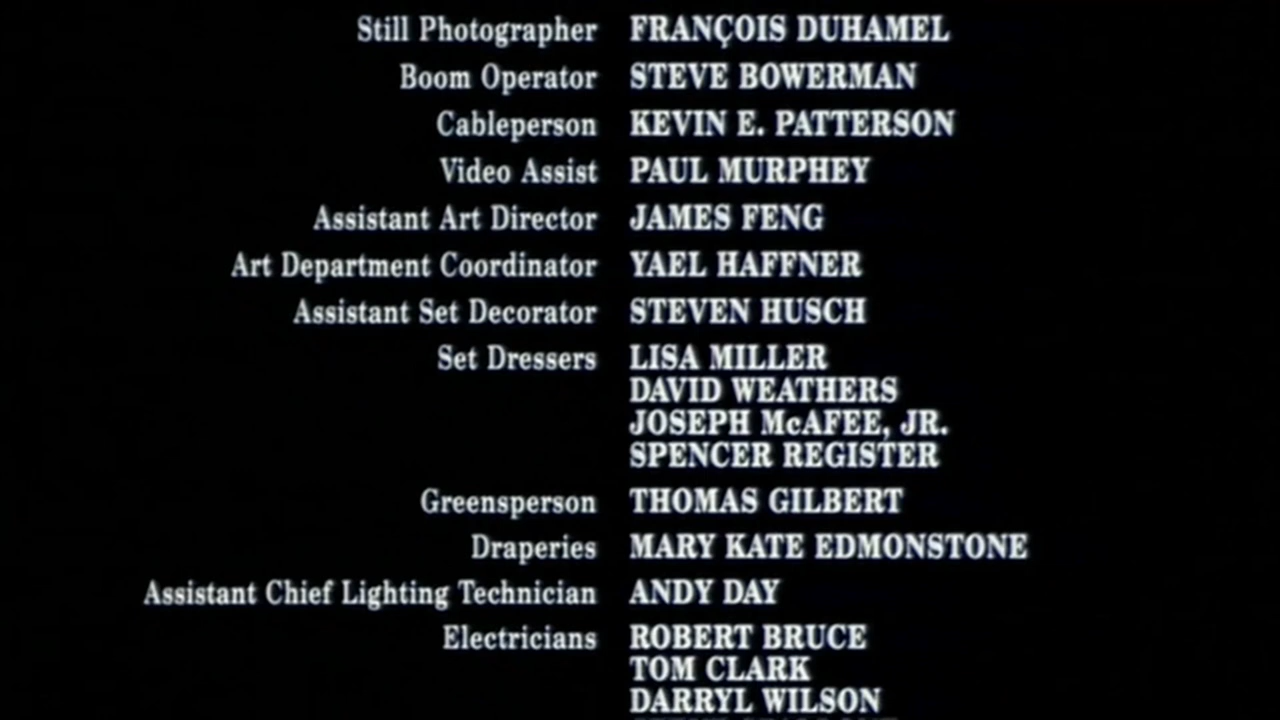 Still Photographer FRANÇOIS DUHAMEL
Boom Operator STEVE BOWERMAN
Cableperson KEVIN E. PATTERSON
Video Assist PAUL MURPHEY
Assistant Art Director JAMES FENG
Art Department Coordinator YAEL HAFFNER
Assistant Set Decorator STEVEN HUSCH
Set Dressers LISA MILLER
DAVID WEATHERS
JOSEPH McAFEE, JR.
SPENCER REGISTER
Greensperson THOMAS GILBERT
Draperies MARY KATE EDMONSTONE
Assistant Chief Lighting Technician ANDY DAY
Electricians ROBERT BRUCE
TOM CLARK
DARRYL WILSON